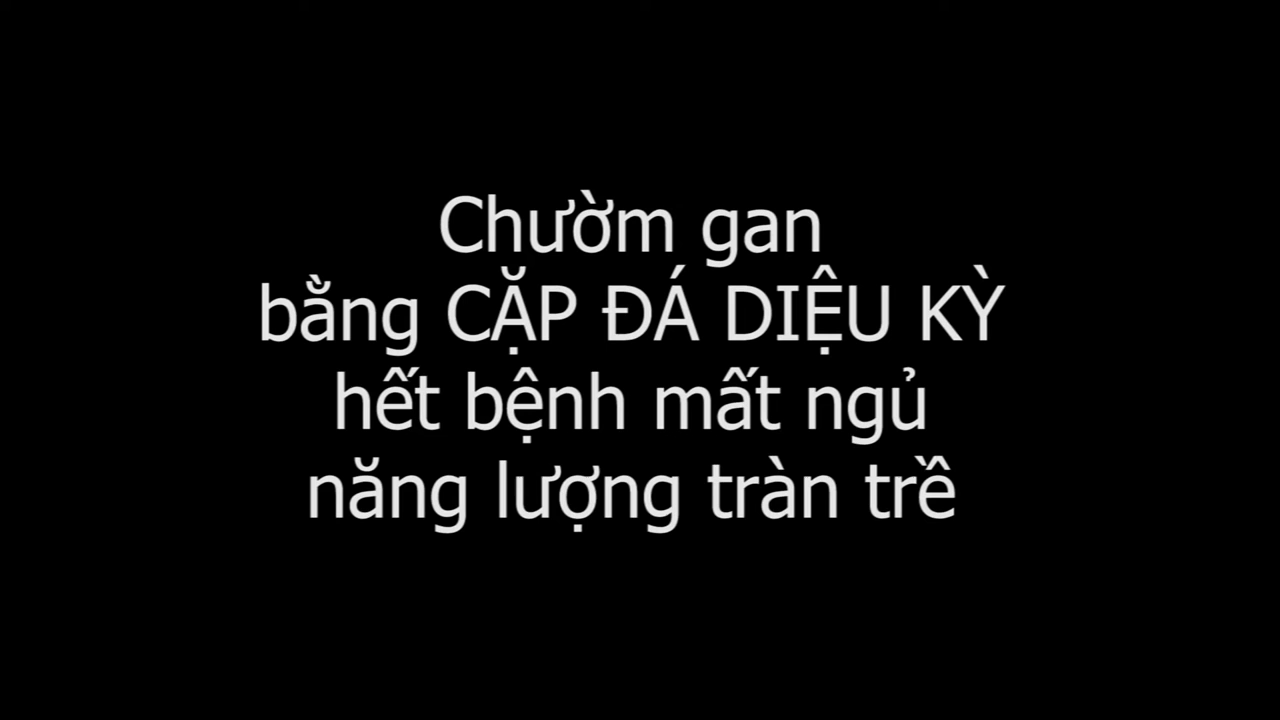 Chườm gan
bằng CẶP ĐÁ DIỆU KỲ
hết bệnh mất ngủ
năng lượng tràn trề